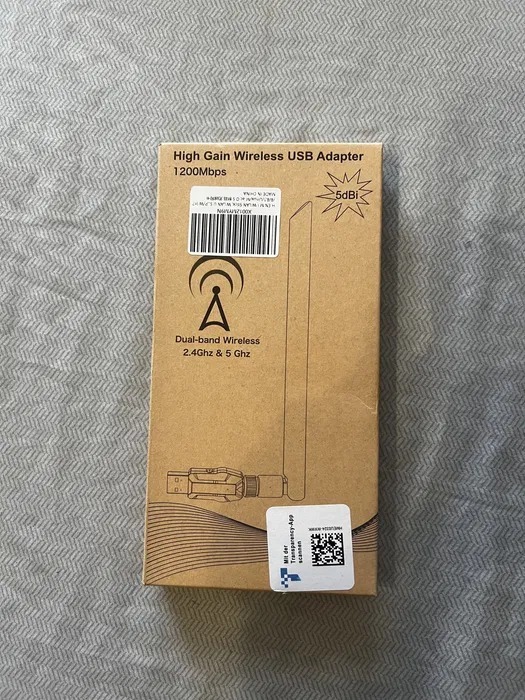 High Gain Wireless USB Adapter
1200Mbps
5dBi
MADE IN CHINA
Dual-band Wireless
2.4Ghz & 5 Ghz
Mit der
Transparency-App
scannen